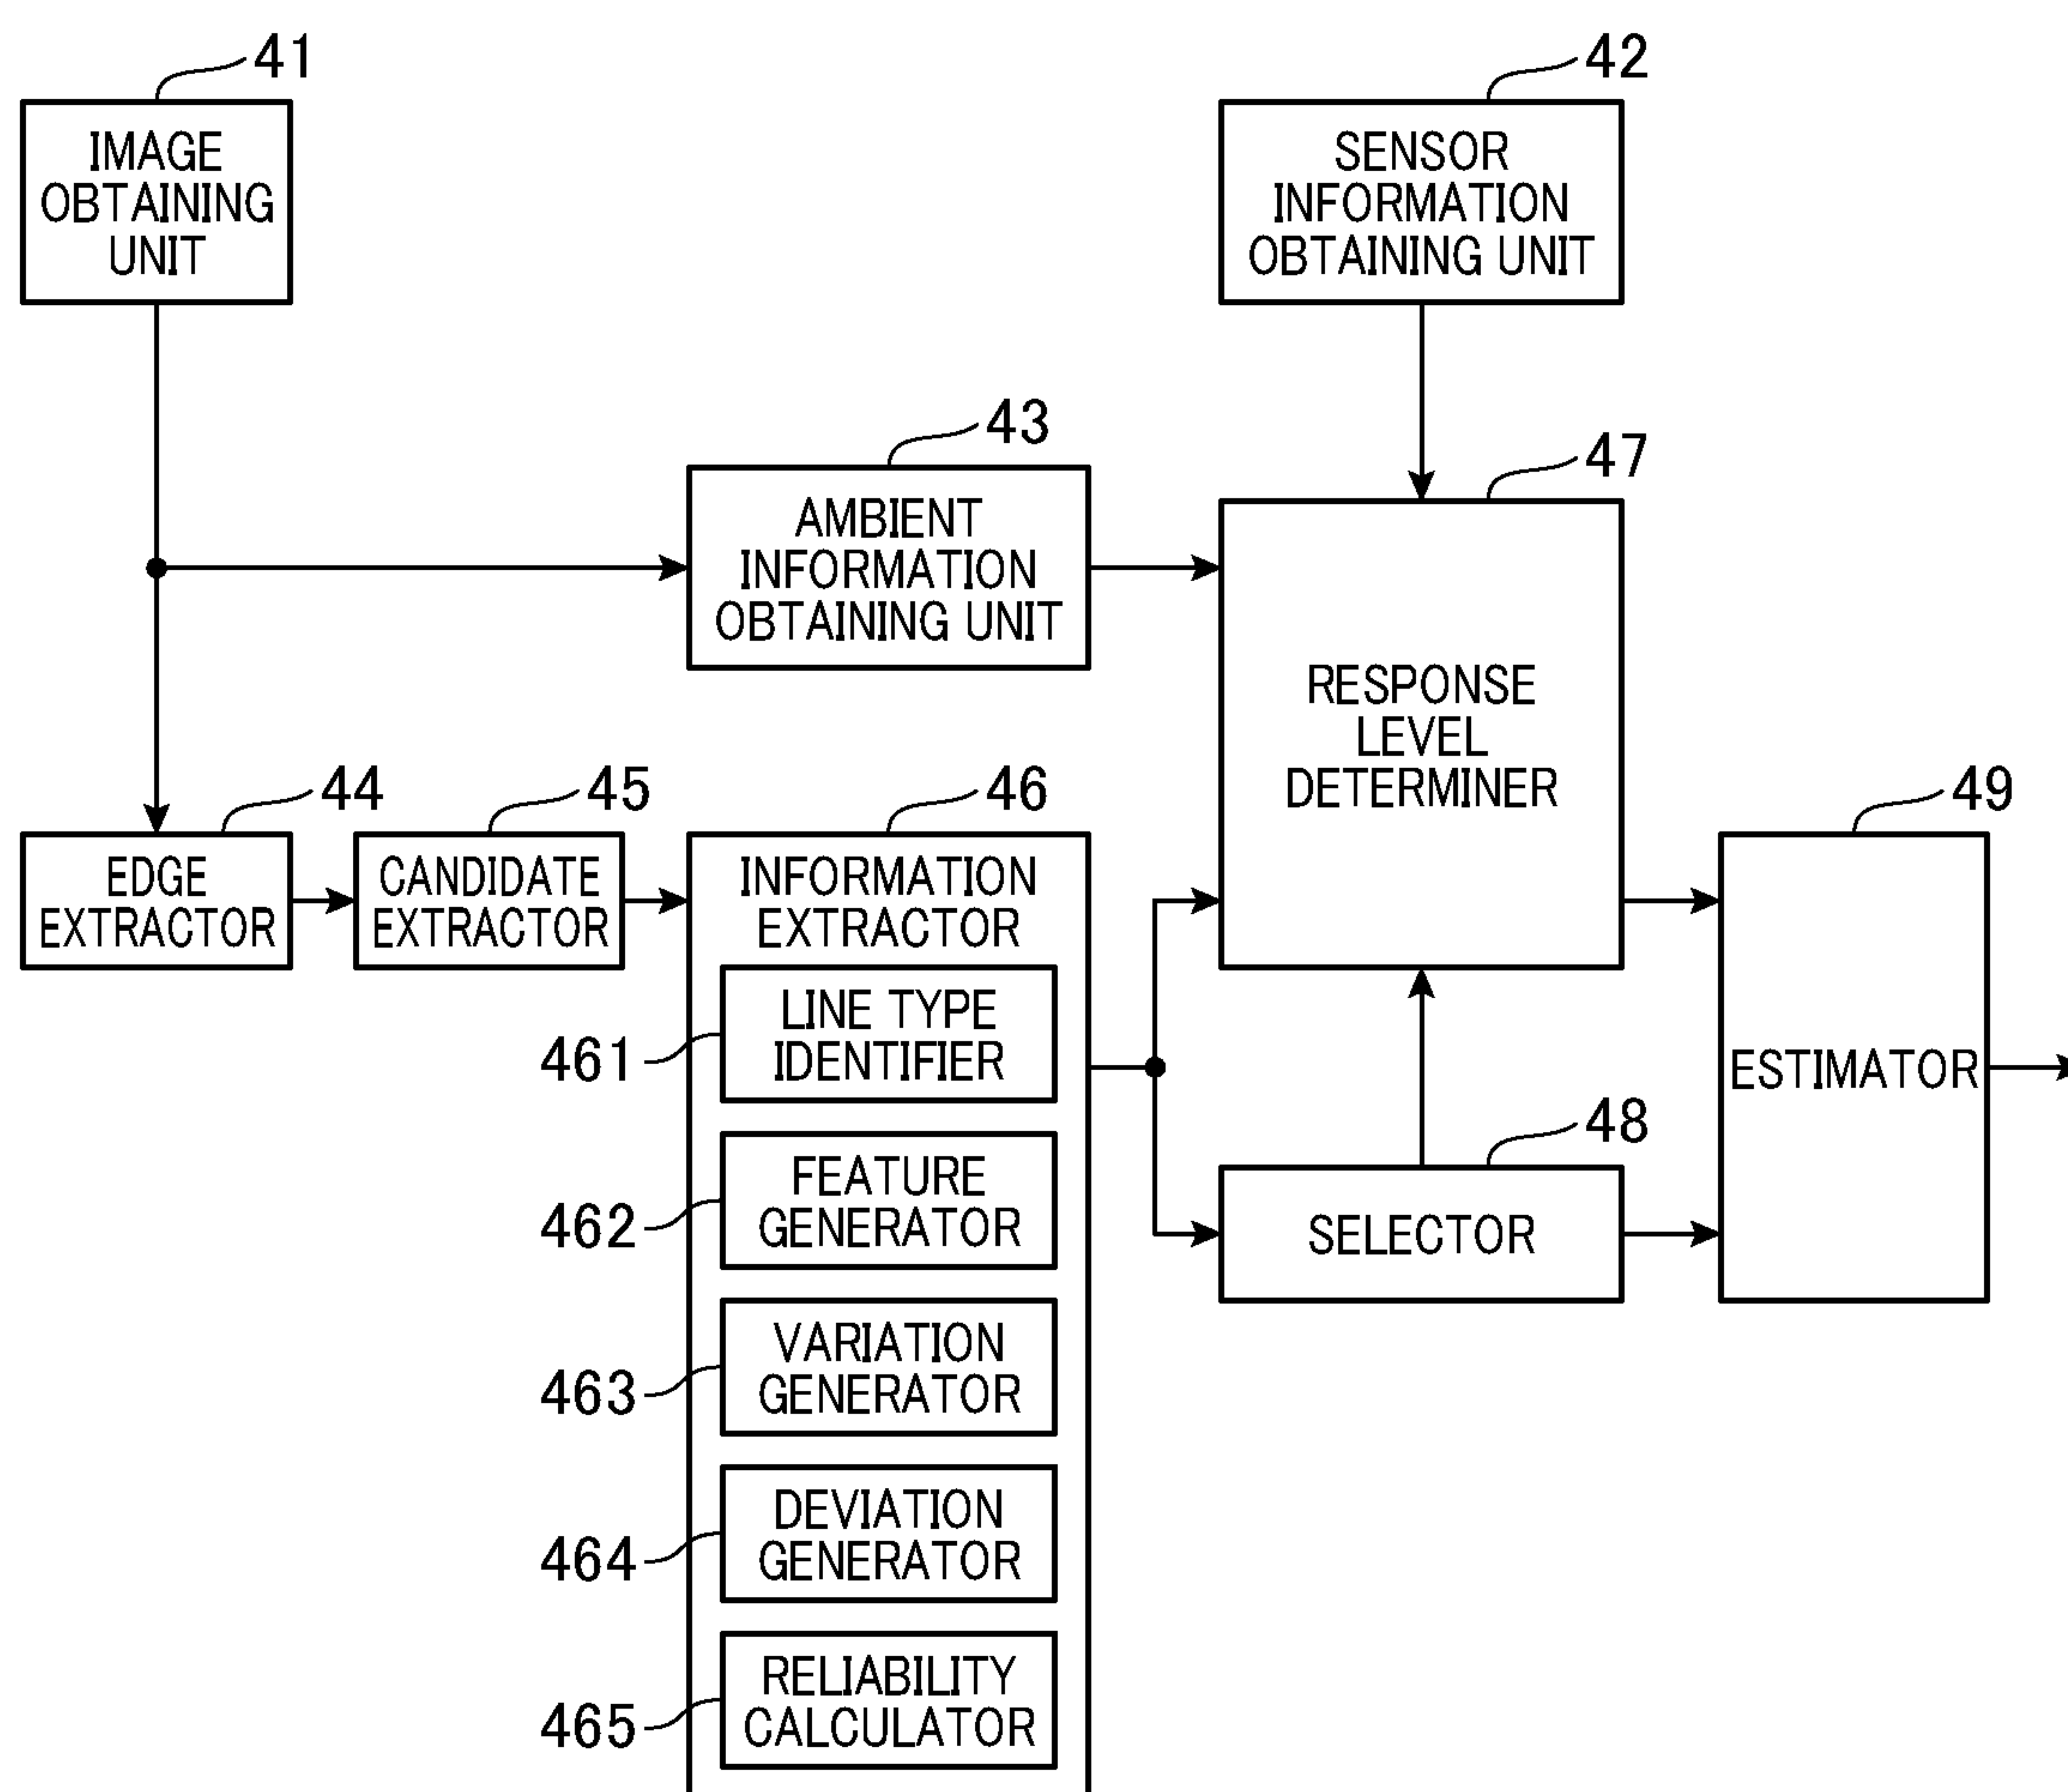 41
IMAGE
OBTAINING
UNIT
42
SENSOR
INFORMATION
OBTAINING UNIT
43
AMBIENT
INFORMATION
OBTAINING UNIT
47
RESPONSE
LEVEL
DETERMINER
44
EDGE
EXTRACTOR
45
CANDIDATE
EXTRACTOR
46
INFORMATION
EXTRACTOR
461
LINE TYPE
IDENTIFIER
462
FEATURE
GENERATOR
463
VARIATION
GENERATOR
464
DEVIATION
GENERATOR
465
RELIABILITY
CALCULATOR
48
SELECTOR
49
ESTIMATOR